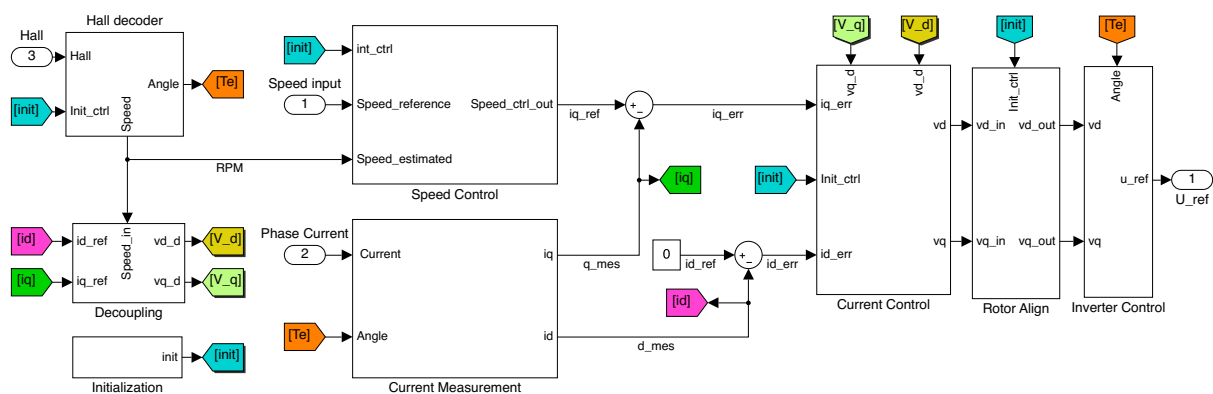 Hall decoder
Hall
3
Hall
[init]
Init_ctrl
Angle
Speed
[Te]
RPM
[id]
id_ref
[iq]
iq_ref
Speed_in
vd_d
[V_d]
vq_d
[V_q]
Decoupling
init
[init]
Initialization
[init]
int_ctrl
Speed input
1
Speed_reference
Speed_ctrl_out
Speed_estimated
Speed Control
iq_ref
+
−
iq_err
[iq]
Phase Current
2
Current
iq
q_mes
[Te]
Angle
id
d_mes
Current Measurement
0
id_ref
+
−
id_err
[id]
[V_q]
[V_d]
vq_d
vd_d
iq_err
vd
[init]
Init_ctrl
vq
id_err
Current Control
[init]
Init_ctrl
vd_in
vd_out
vq_in
vq_out
Rotor Align
[Te]
Angle
vd
u_ref
vq
Inverter Control
1
U_ref